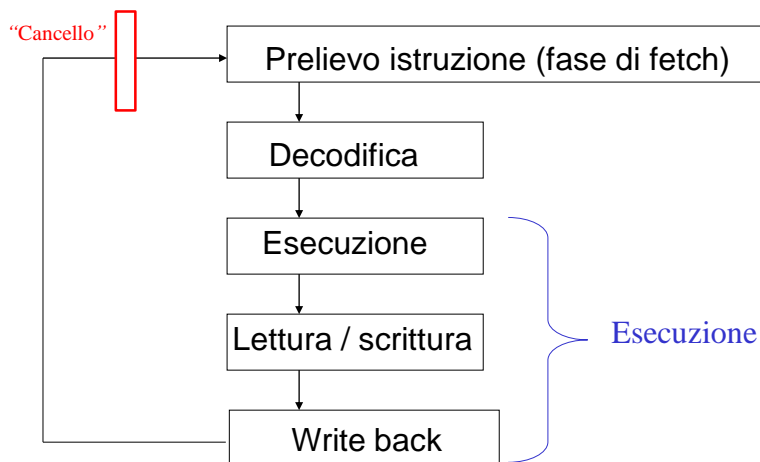 “Cancello”
Prelievo istruzione (fase di fetch)
Decodifica
Esecuzione
Lettura / scrittura
Esecuzione
Write back